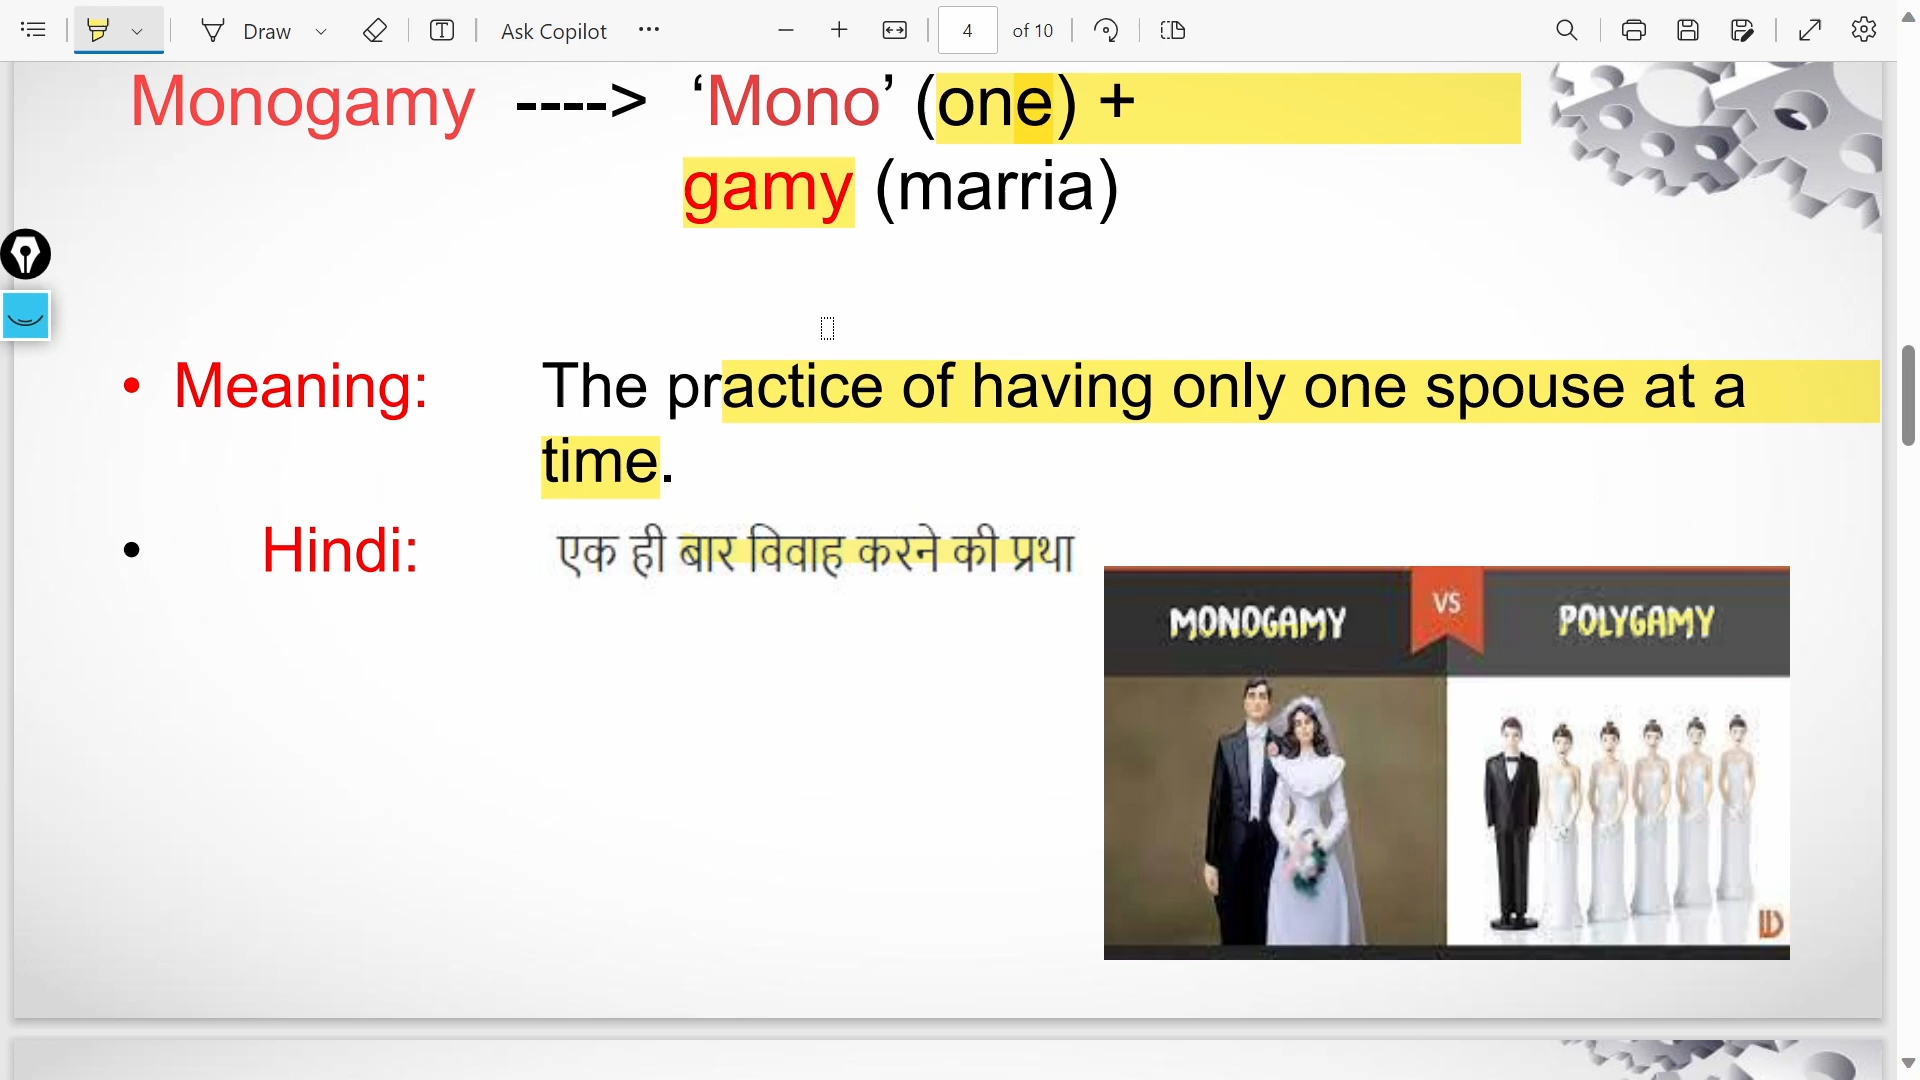 Draw
Ask Copilot
4
of 10
Monogamy ----> ‘Mono’ (one) +
gamy (marria)
• Meaning: The practice of having only one spouse at a
time.
• Hindi: एक ही बार विवाह करने की प्रथा
MONOGAMY VS POLYGAMY